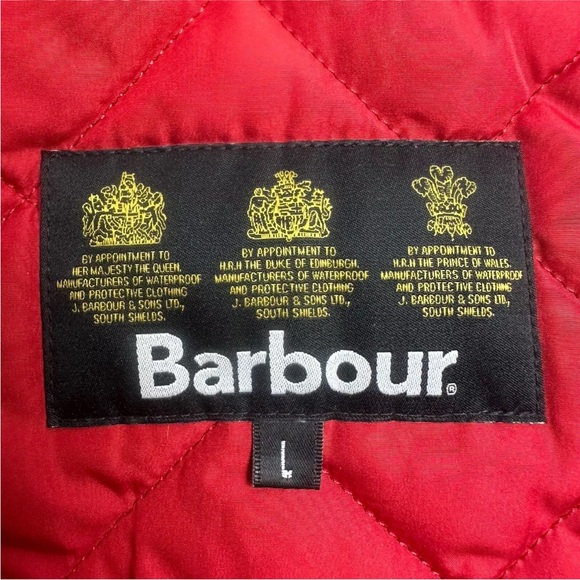 BY APPOINTMENT TO
HER MAJESTY THE QUEEN.
MANUFACTURERS OF WATERPROOF
AND PROTECTIVE CLOTHING
J. BARBOUR & SONS LTD.,
SOUTH SHIELDS.
BY APPOINTMENT TO
H.R.H THE DUKE OF EDINBURGH.
MANUFACTURERS OF WATERPROOF
AND PROTECTIVE CLOTHING
J. BARBOUR & SONS LTD.,
SOUTH SHIELDS.
BY APPOINTMENT TO
H.R.H THE PRINCE OF WALES.
MANUFACTURERS OF WATERPROOF
AND PROTECTIVE CLOTHING
J. BARBOUR & SONS LTD.,
SOUTH SHIELDS.
Barbour®
L